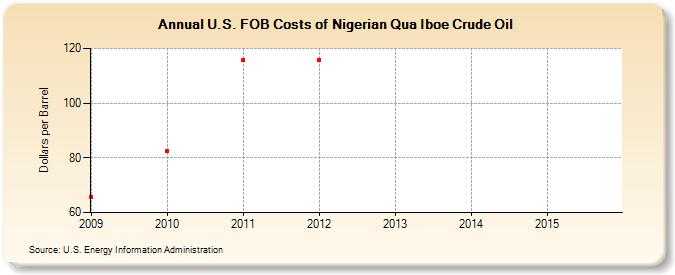 Annual U.S. FOB Costs of Nigerian Qua Iboe Crude Oil
Dollars per Barrel
120
100
80
60
2009 2010 2011 2012 2013 2014 2015
Source: U.S. Energy Information Administration